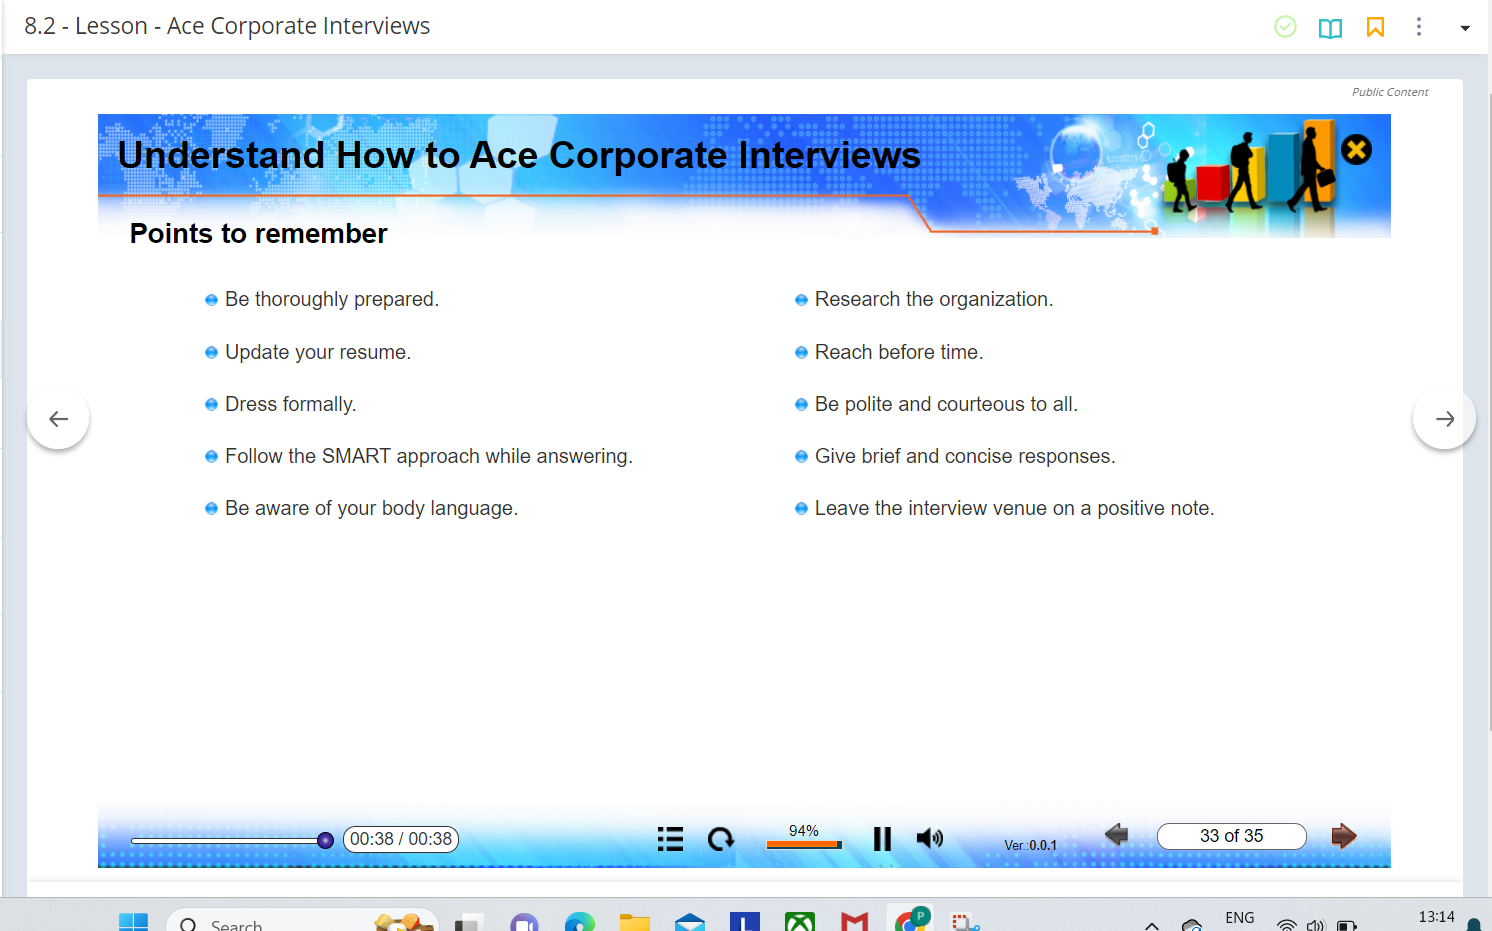 8.2 - Lesson - Ace Corporate Interviews
Public Content
Understand How to Ace Corporate Interviews
Points to remember
Be thoroughly prepared.
Research the organization.
Update your resume.
Reach before time.
Dress formally.
Be polite and courteous to all.
Follow the SMART approach while answering.
Give brief and concise responses.
Be aware of your body language.
Leave the interview venue on a positive note.
00:38 / 00:38
94%
Ver.:0.0.1
33 of 35
Search
L
P
ENG
13:14